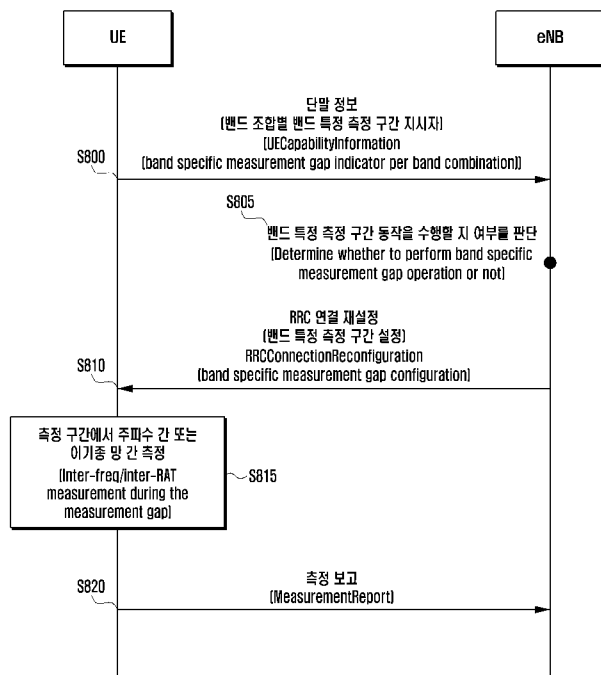 UE
eNB
단말 정보
(밴드 조합별 밴드 특정 측정 구간 지시자)
(UECapabilityInformation
(band specific measurement gap indicator per band combination))
S800
S805
밴드 특정 측정 구간 동작을 수행할 지 여부를 판단
(Determine whether to perform band specific
measurement gap operation or not)
RRC 연결 재설정
(밴드 특정 측정 구간 설정)
RRCConnectionReconfiguration
(band specific measurement gap configuration)
S810
측정 구간에서 주파수 간 또는
이기종 망 간 측정
(Inter-freq/inter-RAT
measurement during the
measurement gap)
S815
측정 보고
(MeasurementReport)
S820